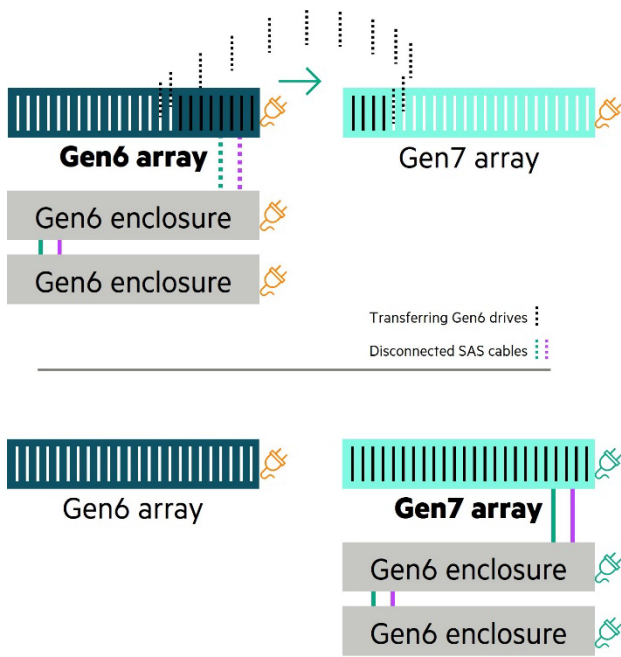 Gen6 array
Gen7 array
Gen6 enclosure
Gen6 enclosure
Transferring Gen6 drives
Disconnected SAS cables
Gen6 array
Gen7 array
Gen6 enclosure
Gen6 enclosure